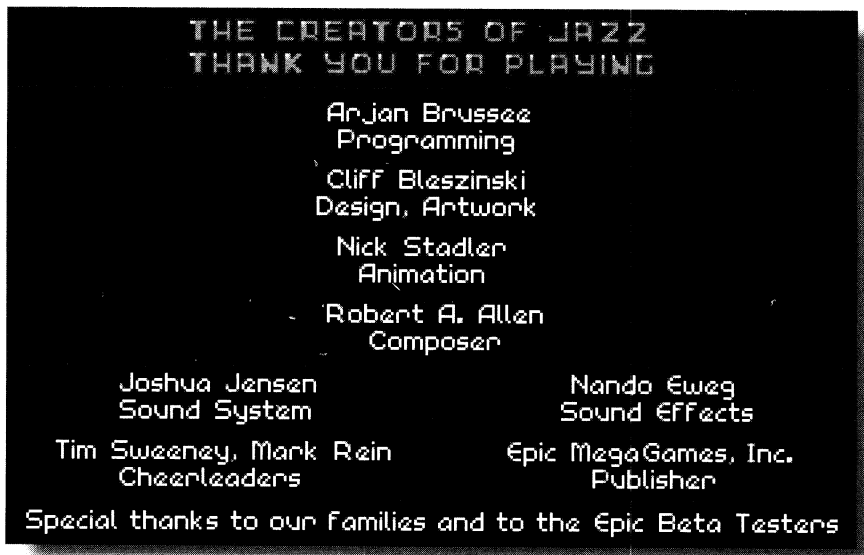 THE CREATORS OF JAZZ
THANK YOU FOR PLAYING
Arjan Brussee
Programming
Cliff Bleszinski
Design, Artwork
Nick Stadler
Animation
Robert A. Allen
Composer
Joshua Jensen
Sound System
Nando Eweg
Sound Effects
Tim Sweeney, Mark Rein
Cheerleaders
Epic MegaGames, Inc.
Publisher
Special thanks to our families and to the Epic Beta Testers